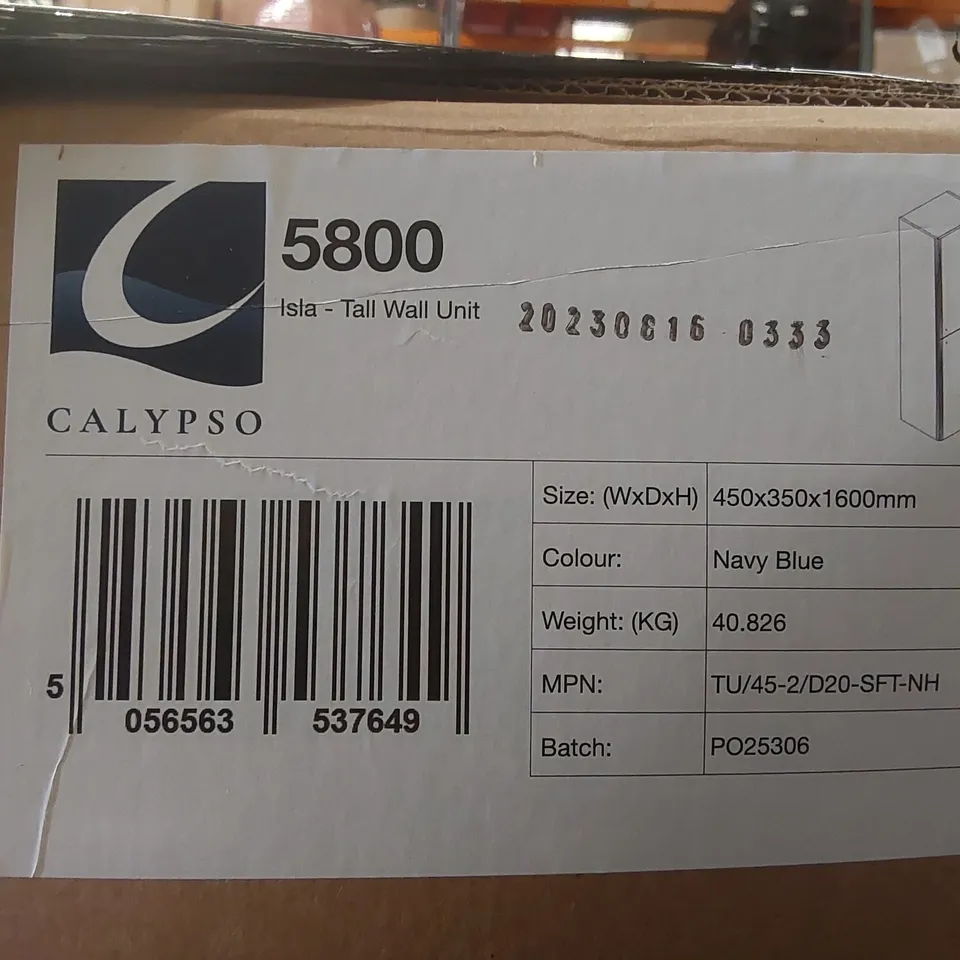 5800
Isla - Tall Wall Unit
20230816 0333
CALYPSO
Size: (WxDxH) 450x350x1600mm
Colour: Navy Blue
Weight: (KG) 40.826
MPN: TU/45-2/D20-SFT-NH
Batch: PO25306
5 056563 537649